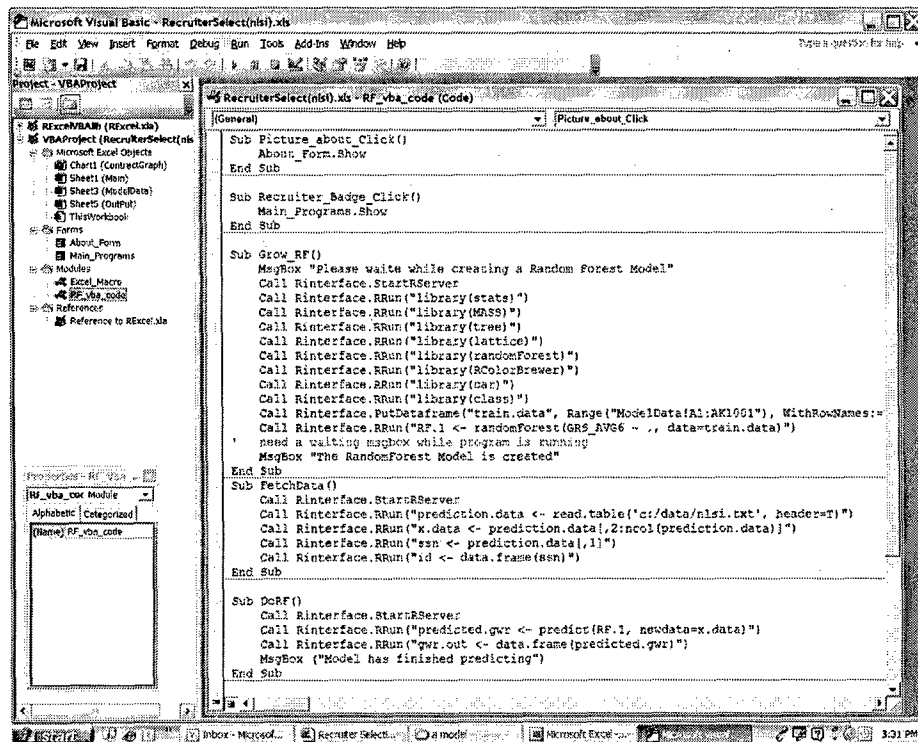 Microsoft Visual Basic - RecruiterSelect(nlsi).xls
File Edit View Insert Format Debug Run Tools Add-Ins Window Help
Type a question for help
Project - VBAProject
RExcelVBAlib (RExcel.xla)
VBAProject (RecruiterSelect(nls
Microsoft Excel Objects
Chart1 (ContractGraph)
Sheet1 (Main)
Sheet3 (ModelData)
Sheet5 (OutPut)
ThisWorkbook
Forms
About_Form
Main_Programs
Modules
Excel_Macro
RF_vba_code
References
Reference to RExcel.xla
Properties - RF_vba
RF_vba_coc Module
Alphabetic Categorized
(Name) RF_vba_code
RecruiterSelect(nlsi).xls - RF_vba_code (Code)
(General) Picture_about_Click
Sub Picture_about_Click()
About_Form.Show
End Sub
Sub Recruiter_Badge_Click()
Main_Programs.Show
End Sub
Sub Grow_RF()
MsgBox "Please waite while creating a Random Forest Model"
Call Rinterface.StartRServer
Call Rinterface.RRun("library(stats)")
Call Rinterface.RRun("library(MASS)")
Call Rinterface.RRun("library(tree)")
Call Rinterface.RRun("library(lattice)")
Call Rinterface.RRun("library(randomForest)")
Call Rinterface.RRun("library(RColorBrewer)")
Call Rinterface.RRun("library(car)")
Call Rinterface.RRun("library(class)")
Call Rinterface.PutDataframe("train.data", Range("ModelData!A1:AK1001"), WithRowNames:=
Call Rinterface.RRun("RF.1 <- randomForest(GRS_AVG6 ~ ., data=train.data)")
' need a waiting msgbox while program is running
MsgBox "The RandomForest Model is created"
End Sub
Sub FetchData()
Call Rinterface.StartRServer
Call Rinterface.RRun("prediction.data <- read.table('c:/data/nlsi.txt', header=T)")
Call Rinterface.RRun("x.data <- prediction.data[,2:ncol(prediction.data)]")
Call Rinterface.RRun("ssn <- prediction.data[,1]")
Call Rinterface.RRun("id <- data.frame(ssn)")
End Sub
Sub DoRF()
Call Rinterface.StartRServer
Call Rinterface.RRun("predicted.gwr <- predict(RF.1, newdata=x.data)")
Call Rinterface.RRun("gwr.out <- data.frame(predicted.gwr)")
MsgBox ("Model has finished predicting")
End Sub
start Inbox - Microsof... Recruiter Selecti... a model Microsoft Excel -... 3:31 PM